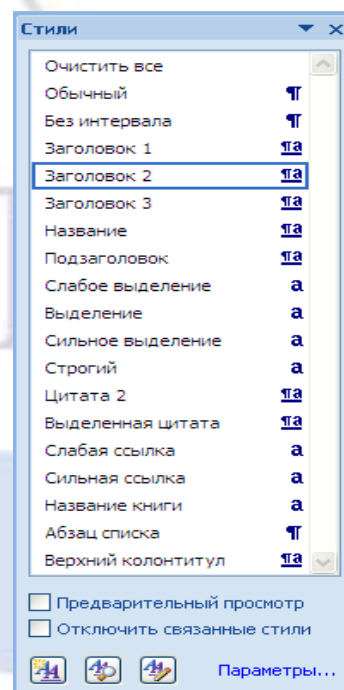 Стили
Очистить все
Обычный ¶
Без интервала ¶
Заголовок 1 ¶a
Заголовок 2 ¶a
Заголовок 3 ¶a
Название ¶a
Подзаголовок ¶a
Слабое выделение a
Выделение a
Сильное выделение a
Строгий a
Цитата 2 ¶a
Выделенная цитата ¶a
Слабая ссылка a
Сильная ссылка a
Название книги a
Абзац списка ¶
Верхний колонтитул ¶a
Предварительный просмотр
Отключить связанные стили
Параметры...